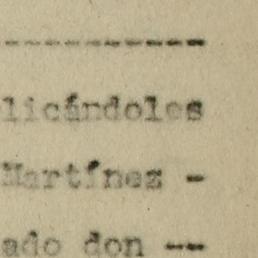 ----------
licándoles
Martínez -
ado don --